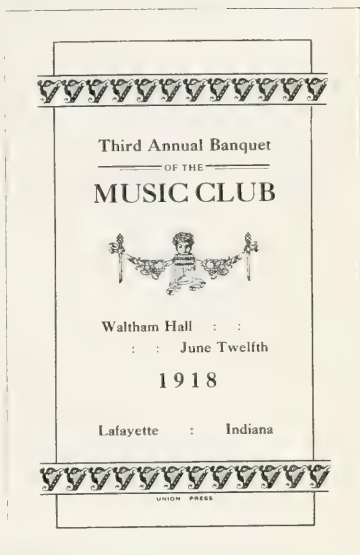 Third Annual Banquet
OF THE
MUSIC CLUB
Waltham Hall : :
: : June Twelfth
1918
Lafayette : Indiana
UNION PRESS